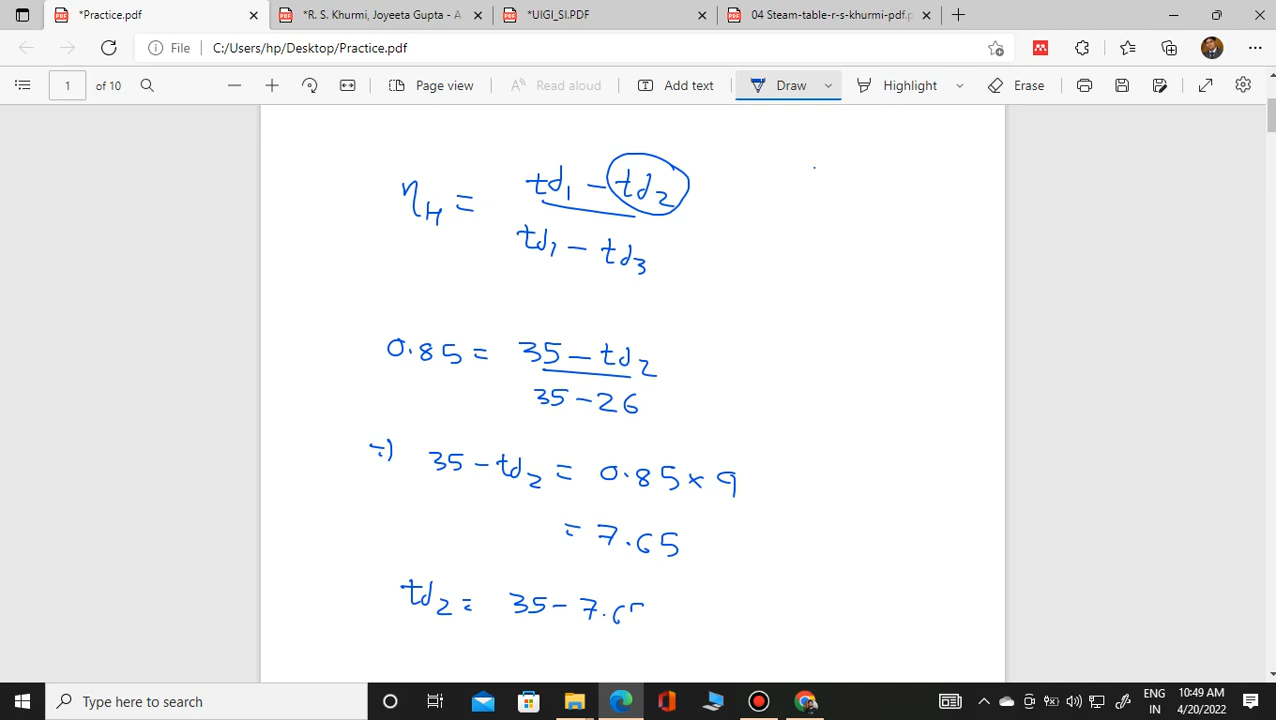 *Practice.pdf
*R. S. Khurmi, Joyeeta Gupta - A
*UIGI_SI.PDF
04 Steam-table-r-s-khurmi-pdf.p
File
C:/Users/hp/Desktop/Practice.pdf
1 of 10
Page view
Read aloud
Add text
Draw
Highlight
Erase
ηH = td1 - td2
td1 - td3
0.85 = 35 - td2
35 - 26
=) 35 - td2 = 0.85 × 9
= 7.65
td2 = 35 - 7.6
Type here to search
ENG
IN
10:49 AM
4/20/2022